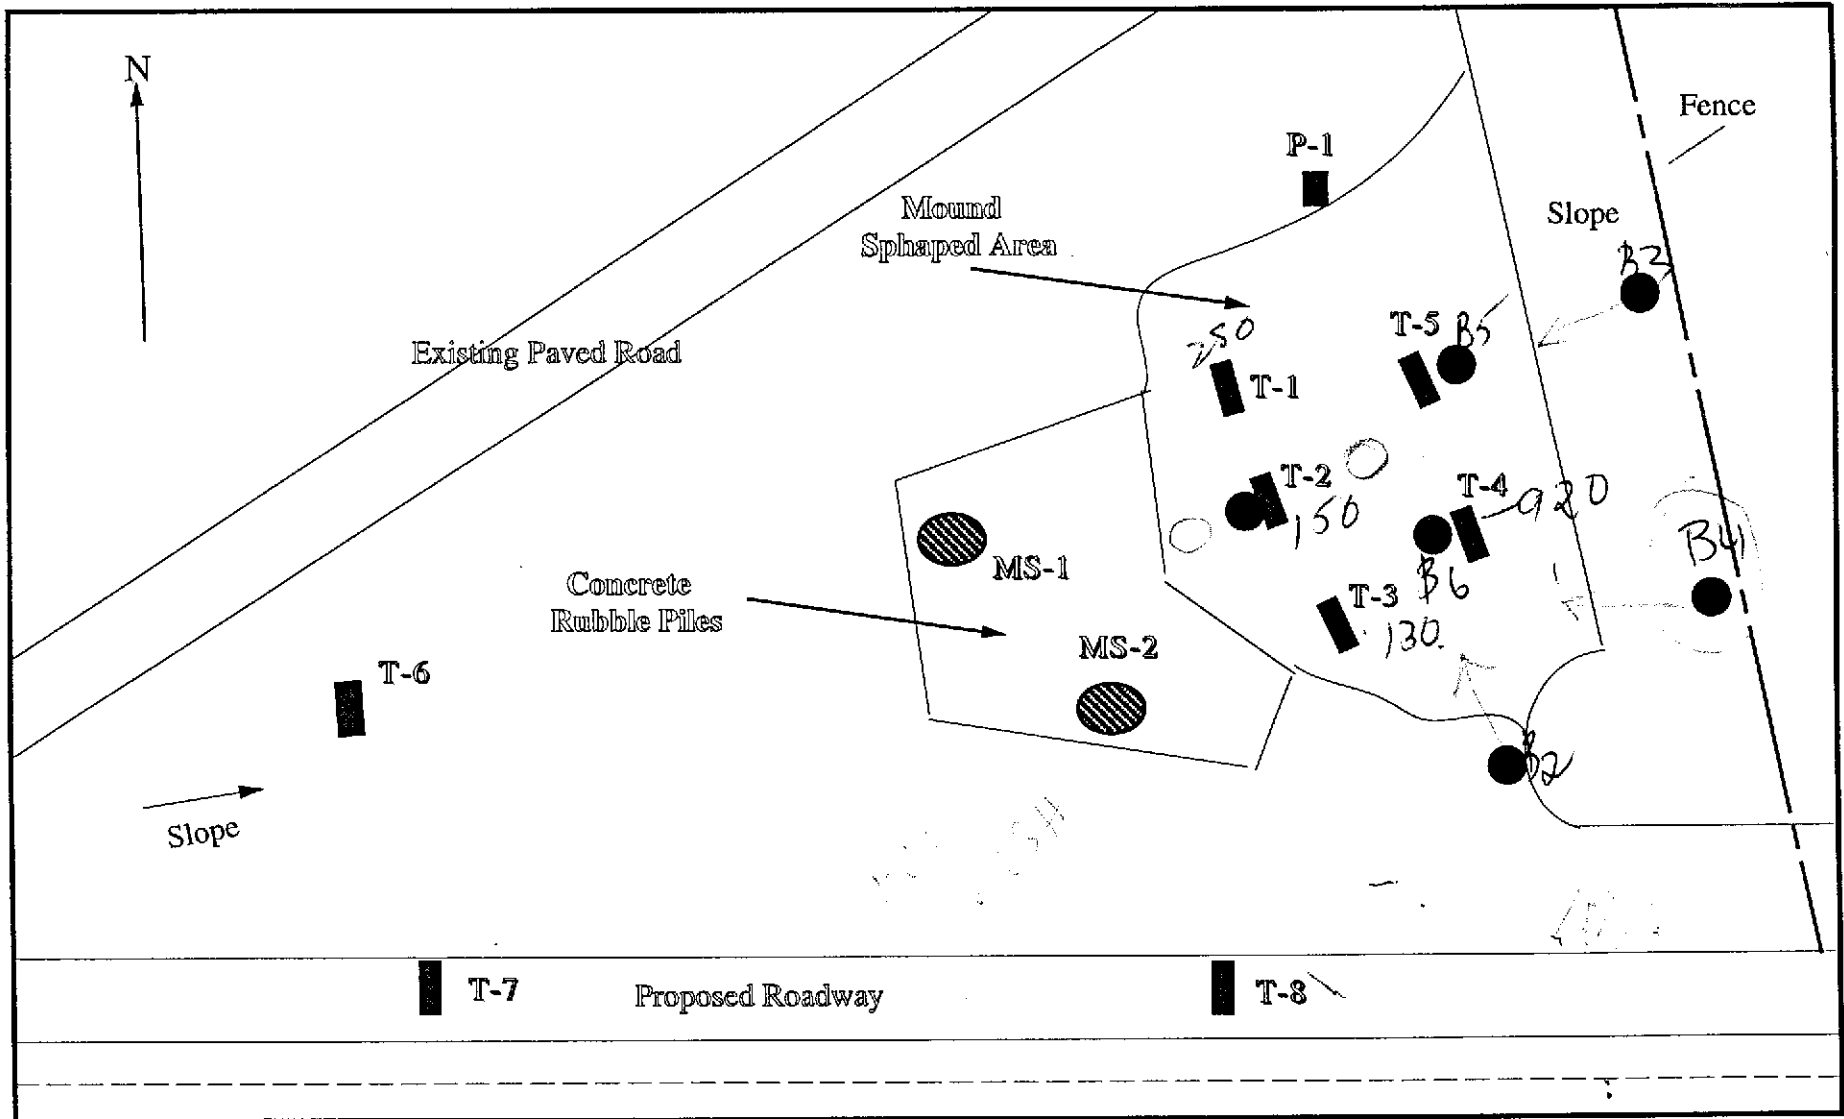 N
Fence
P-1
Mound
Sphaped Area
Slope
B3
Existing Paved Road
250
T-1
T-5
B5
T-2
150
T-4
920
B4
MS-1
Concrete
Rubble Piles
B6
T-3
130
MS-2
T-6
B2
Slope
T-7
Proposed Roadway
T-8